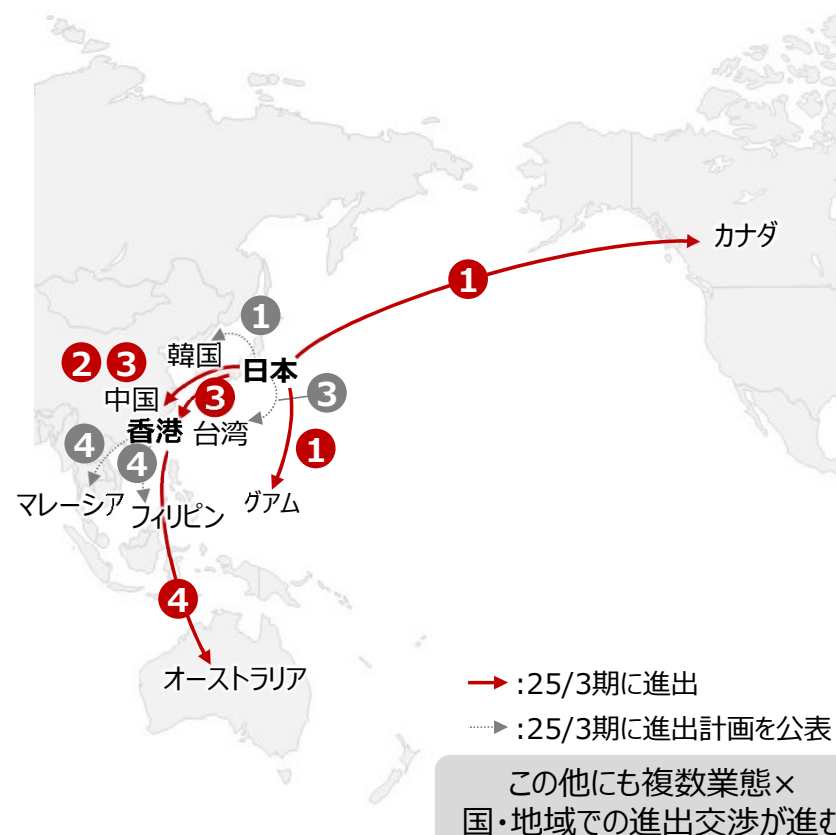 カナダ
1
1
韓国
日本
2 3
3
3
中国
香港
台湾
4
4
1
マレーシア
フィリピン
グアム
4
オーストラリア
:25/3期に進出
:25/3期に進出計画を公表
この他にも複数業態×
国・地域での進出交渉が進む